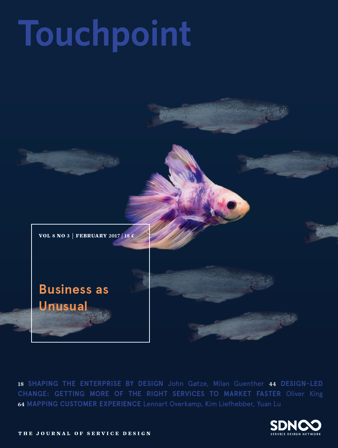 Touchpoint
VOL 8 NO 3 | FEBRUARY 2017 | 18 €
Business as
Unusual
18 SHAPING THE ENTERPRISE BY DESIGN John Gøtze, Milan Guenther 44 DESIGN-LED
CHANGE: GETTING MORE OF THE RIGHT SERVICES TO MARKET FASTER Oliver King
64 MAPPING CUSTOMER EXPERIENCE Lennart Overkamp, Kim Liefhebber, Yuan Lu
THE JOURNAL OF SERVICE DESIGN
SDN
SERVICE DESIGN NETWORK